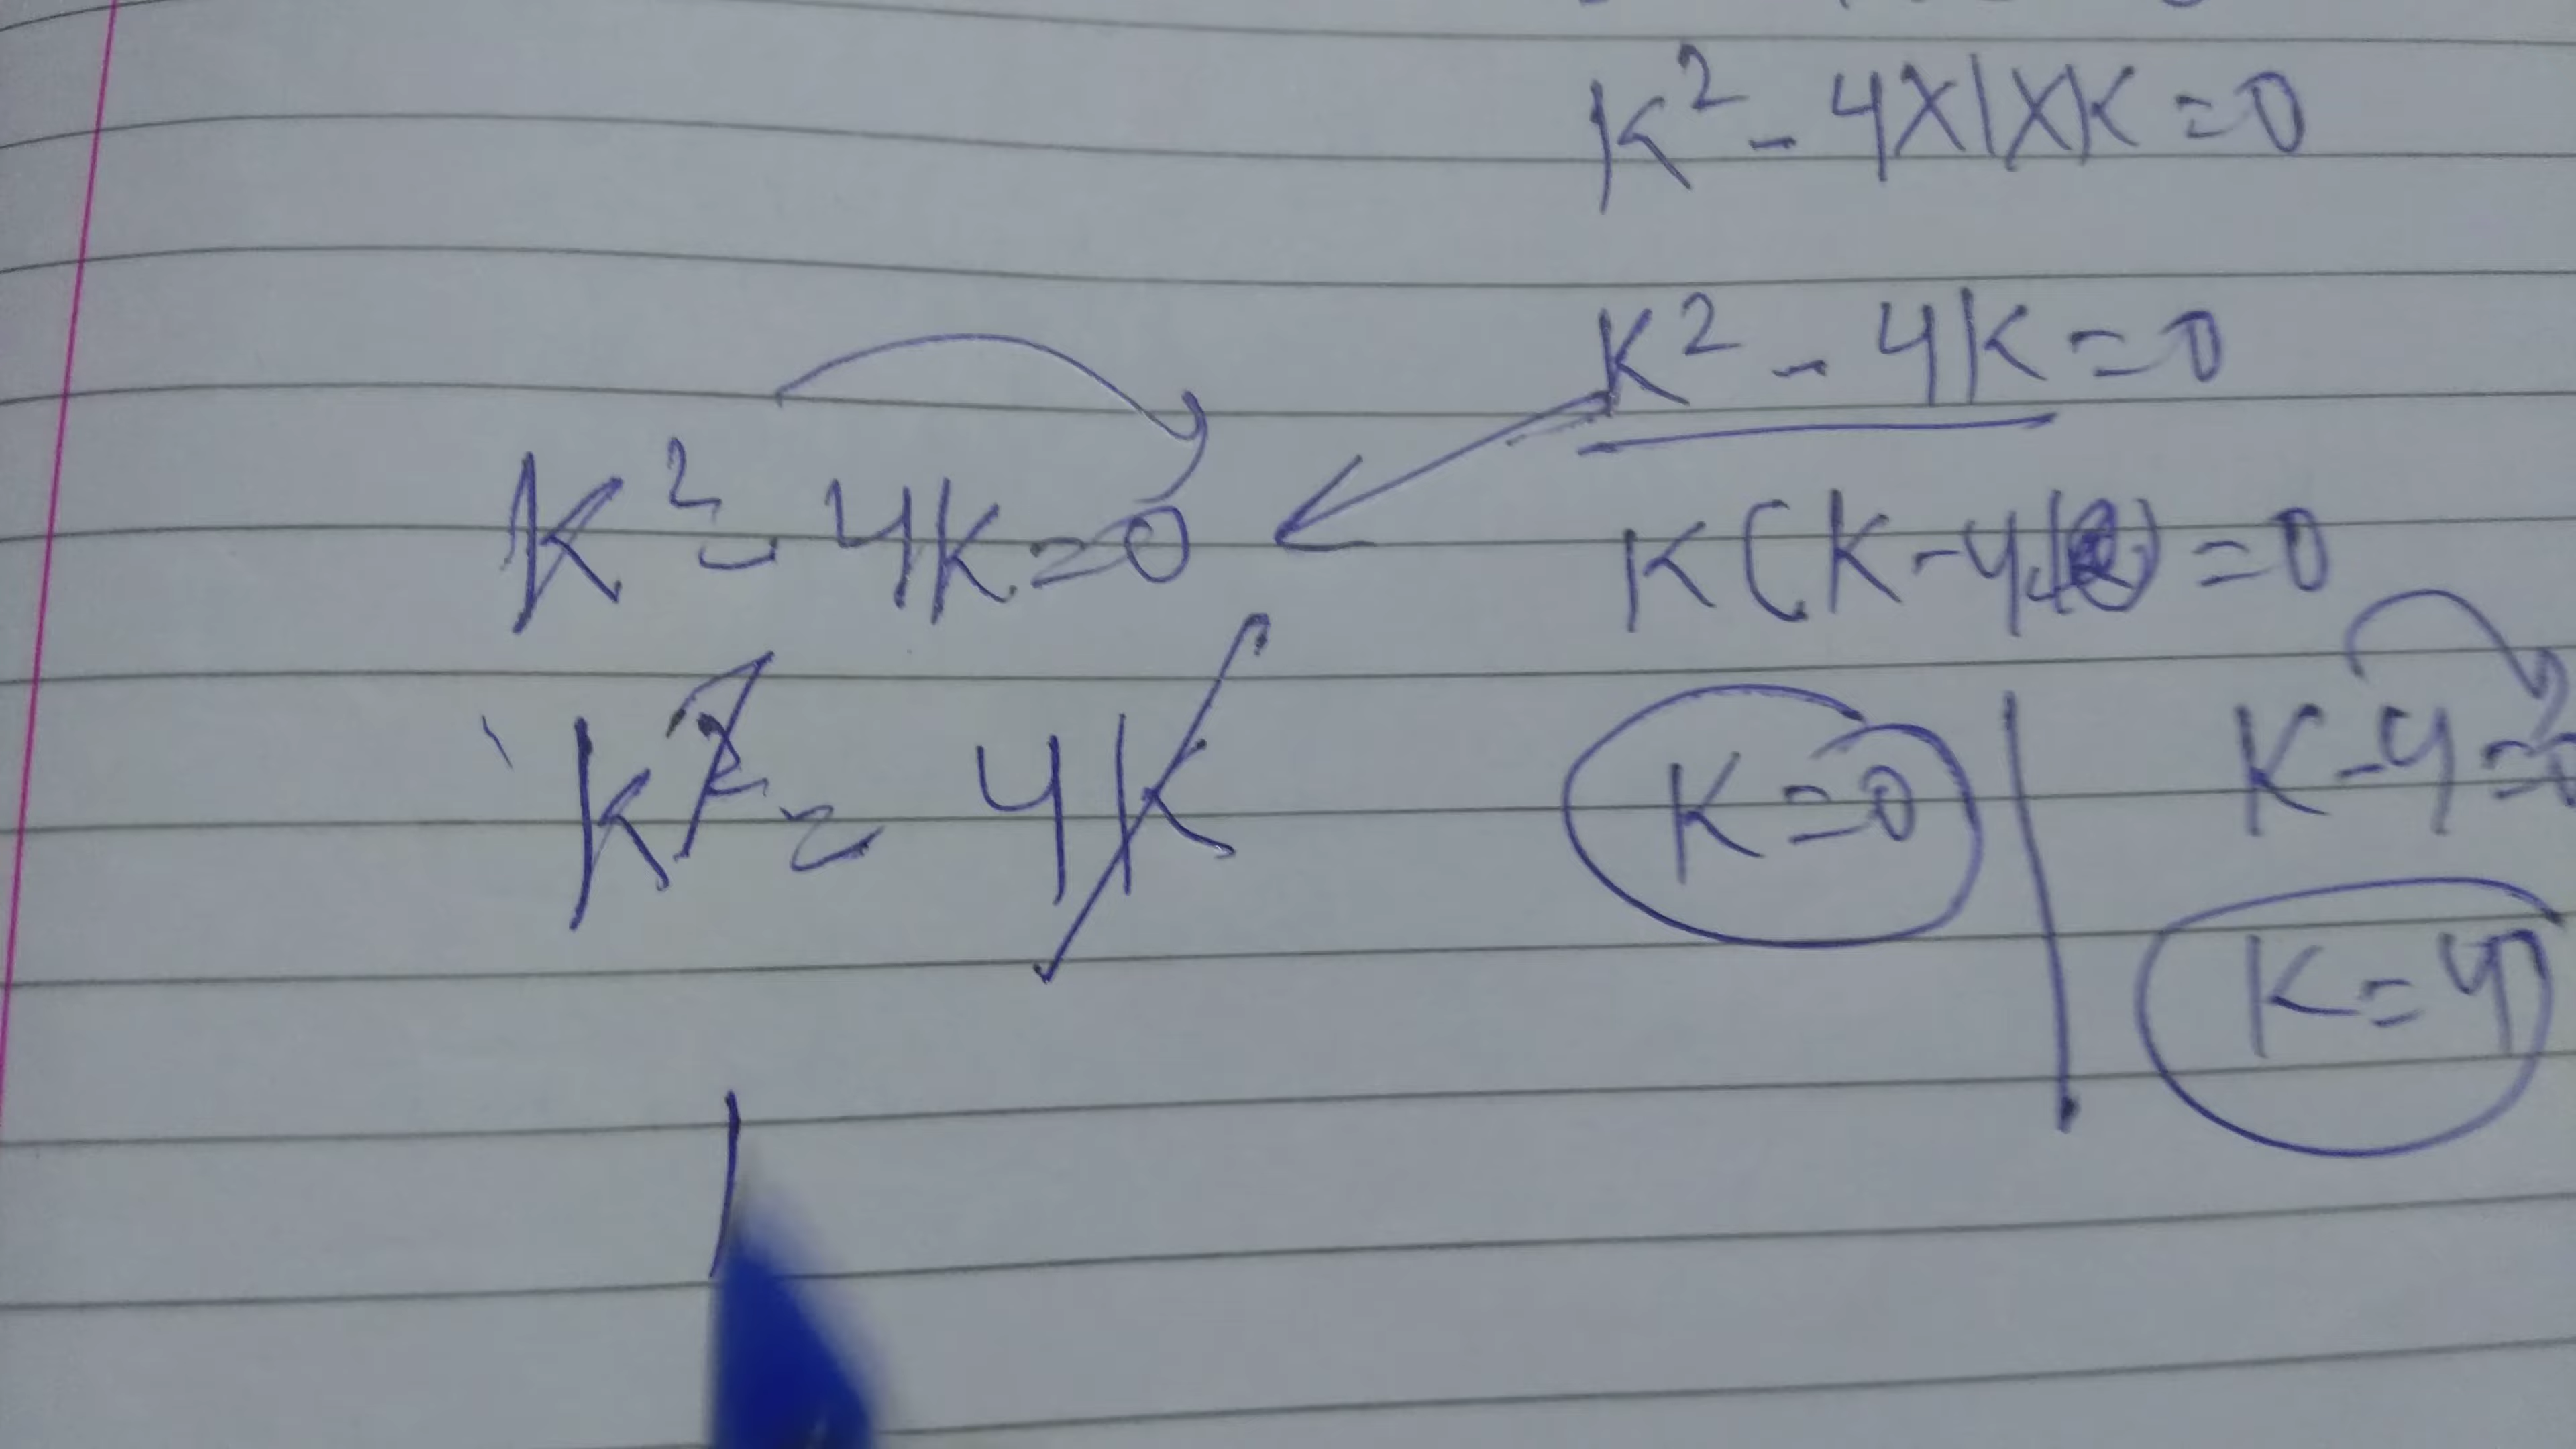 K² - 4×1×K = 0
K² - 4K = 0
K(K-4) = 0
K=0
K-4=0
K=4
K² - 4K = 0
K² = 4K